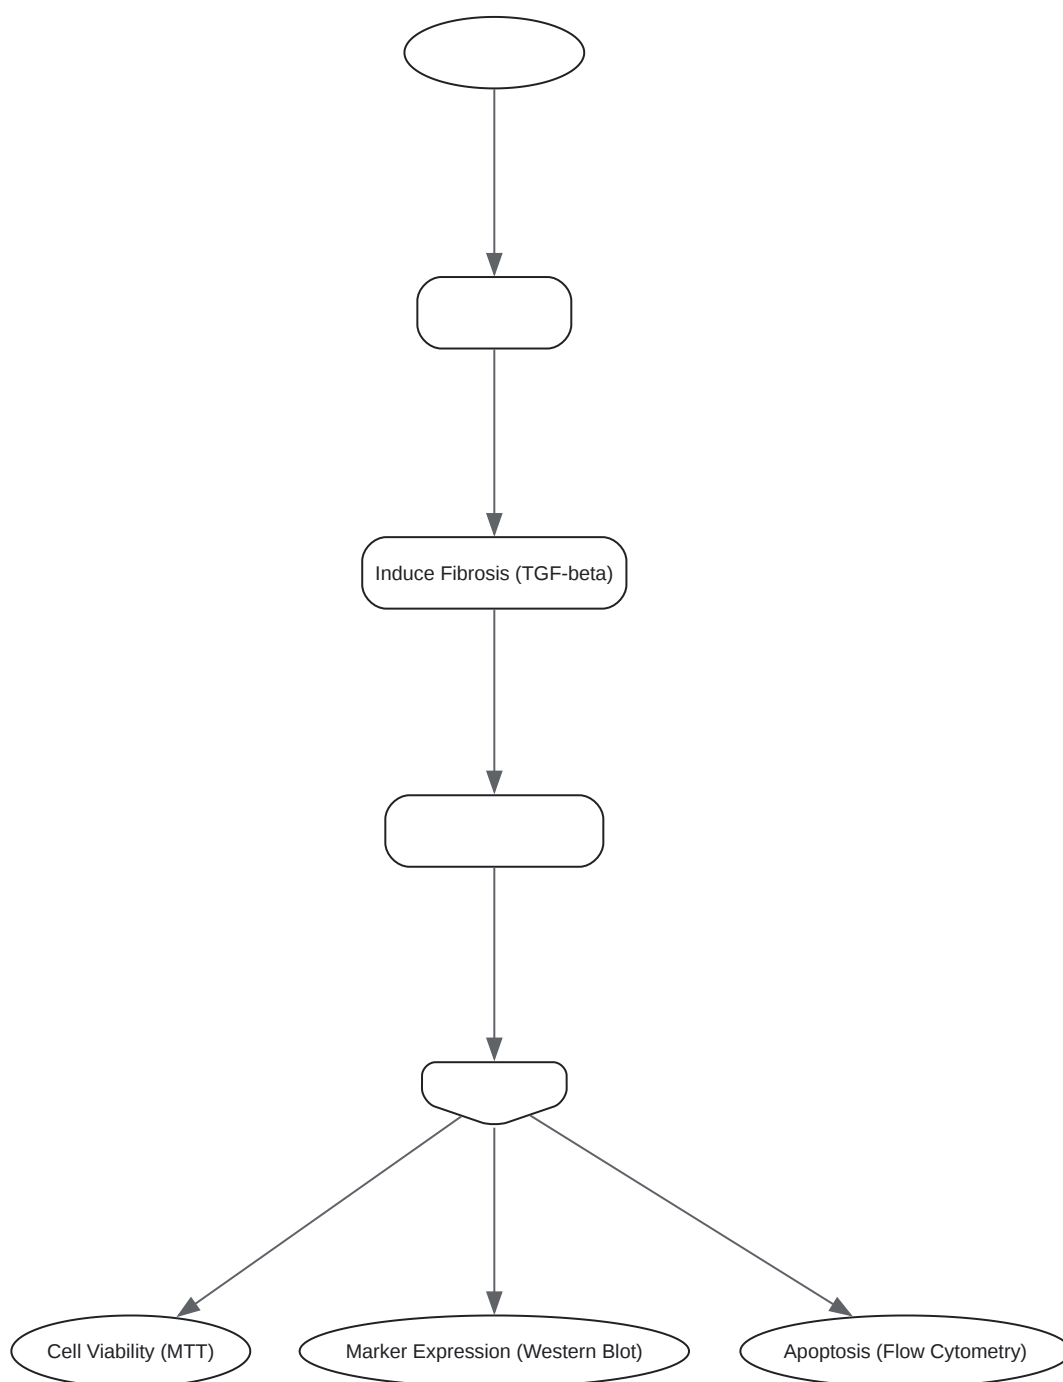 Induce Fibrosis (TGF-beta)
Cell Viability (MTT)
Marker Expression (Western Blot)
Apoptosis (Flow Cytometry)